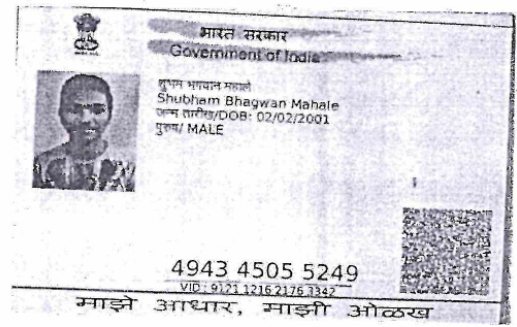 भारत सरकार
Government of India
शुभम भगवान महाले
Shubham Bhagwan Mahale
जन्म तारीख/DOB: 02/02/2001
पुरुष/ MALE
4943 4505 5249
VID : 9171 1216 2176 3342
माझे आधार, माझी ओळख